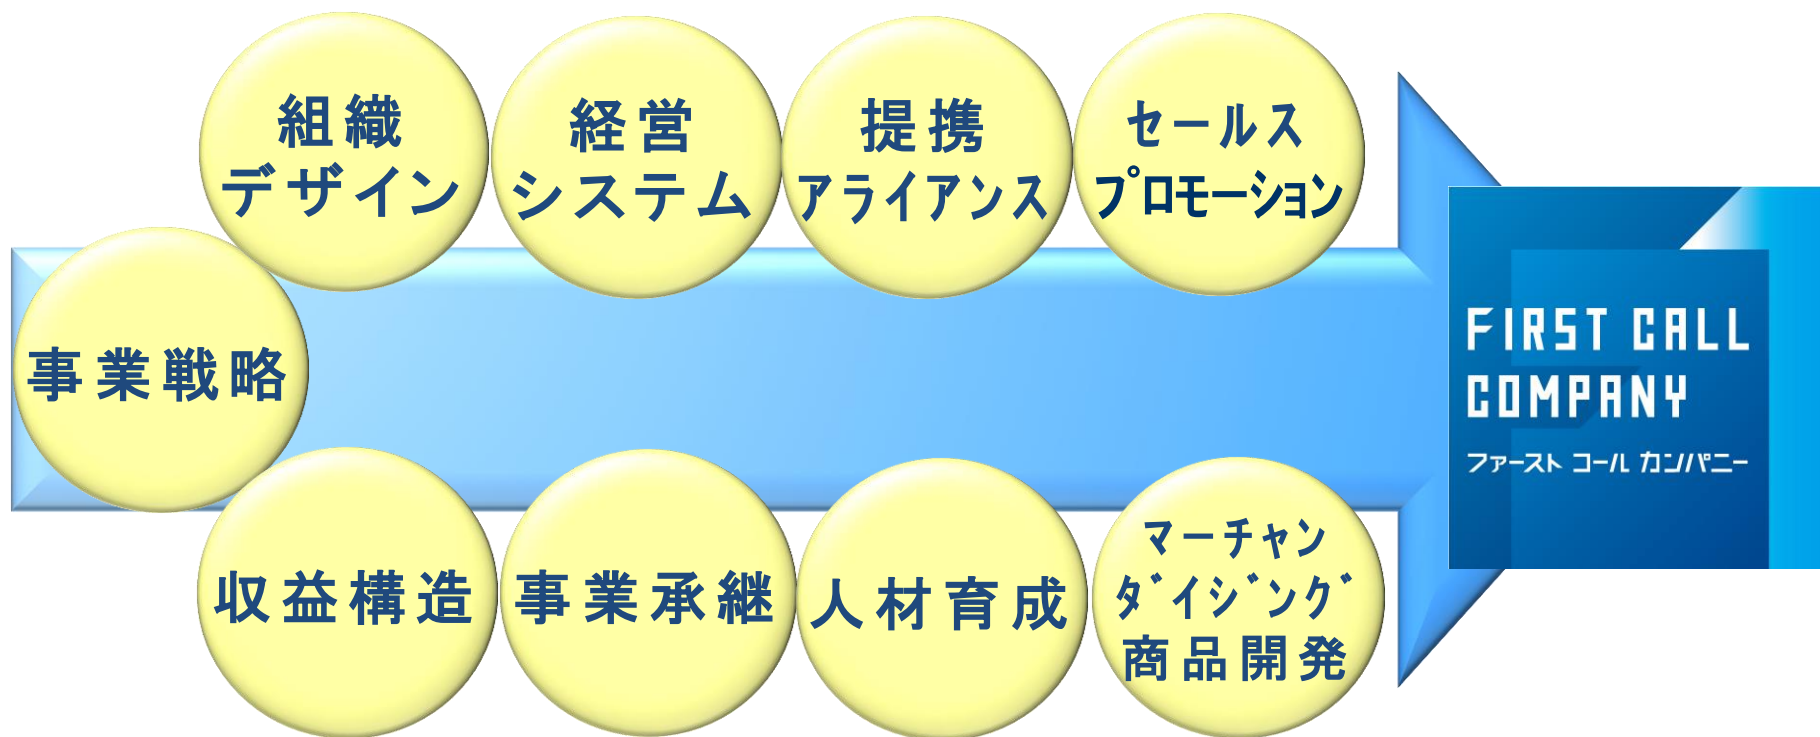 組織
デザイン
経営
システム
提携
アライアンス
セールス
プロモーション
事業戦略
収益構造
事業承継
人材育成
マーチャン
ダイジング
商品開発
FIRST CALL
COMPANY
ファースト コール カンパニー